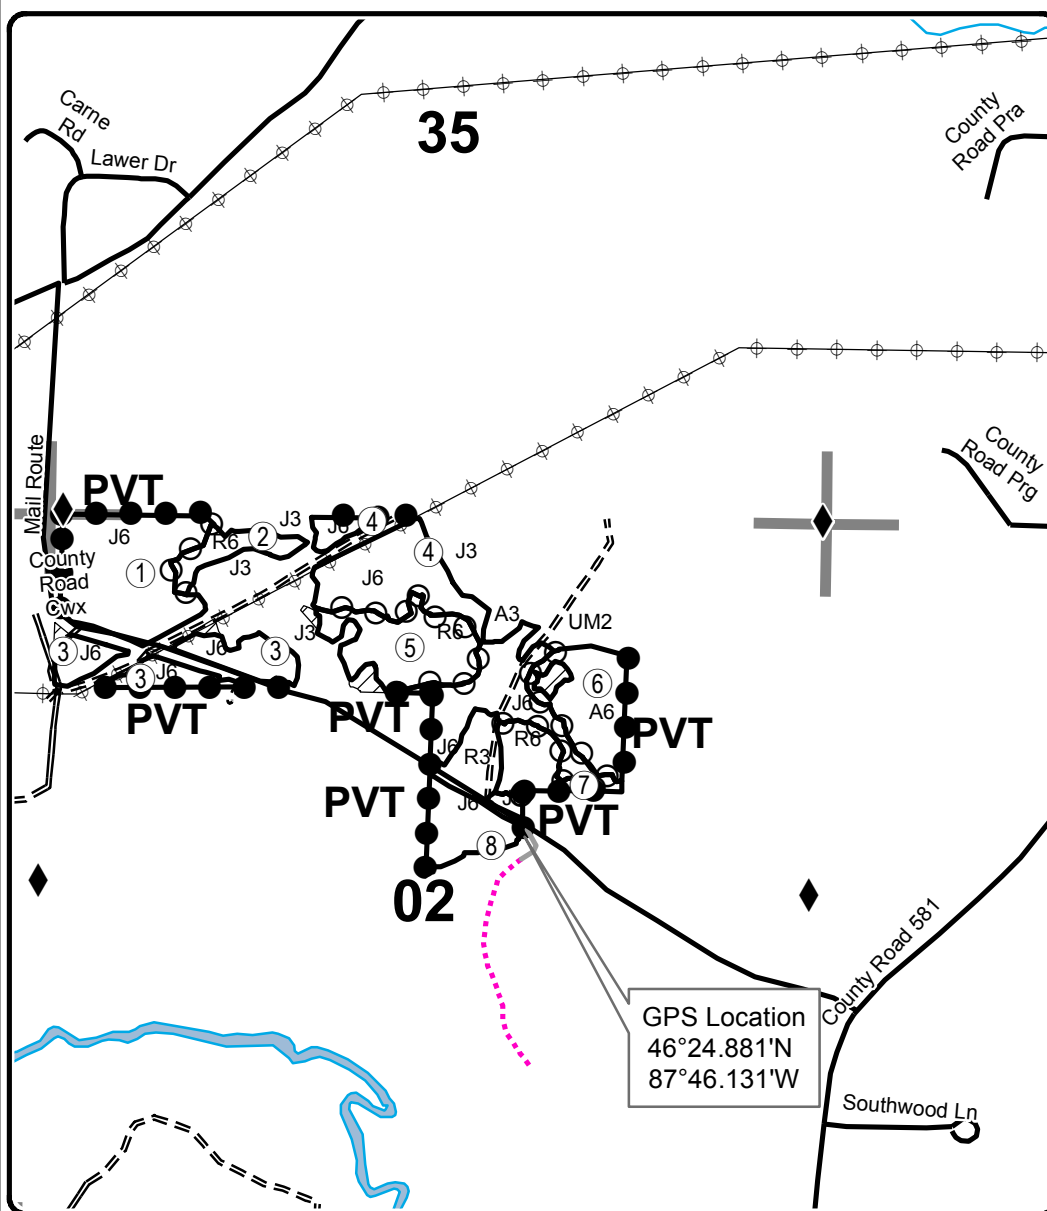 35
Carne
Rd
Lawer Dr
County
Road Pra
Mail Route
County
Road Prg
PVT
J6
R6
2
J3
J6
4
4
J3
County
Road
Cwx
1
J3
J6
A3
UM2
J3
R6
5
3
J6
J6
3
3
J6
6
A6
PVT
PVT
J6
PVT
R6
J6
R3
7
PVT
J6
PVT
8
02
County Road 581
GPS Location
46°24.881'N
87°46.131'W
Southwood Ln